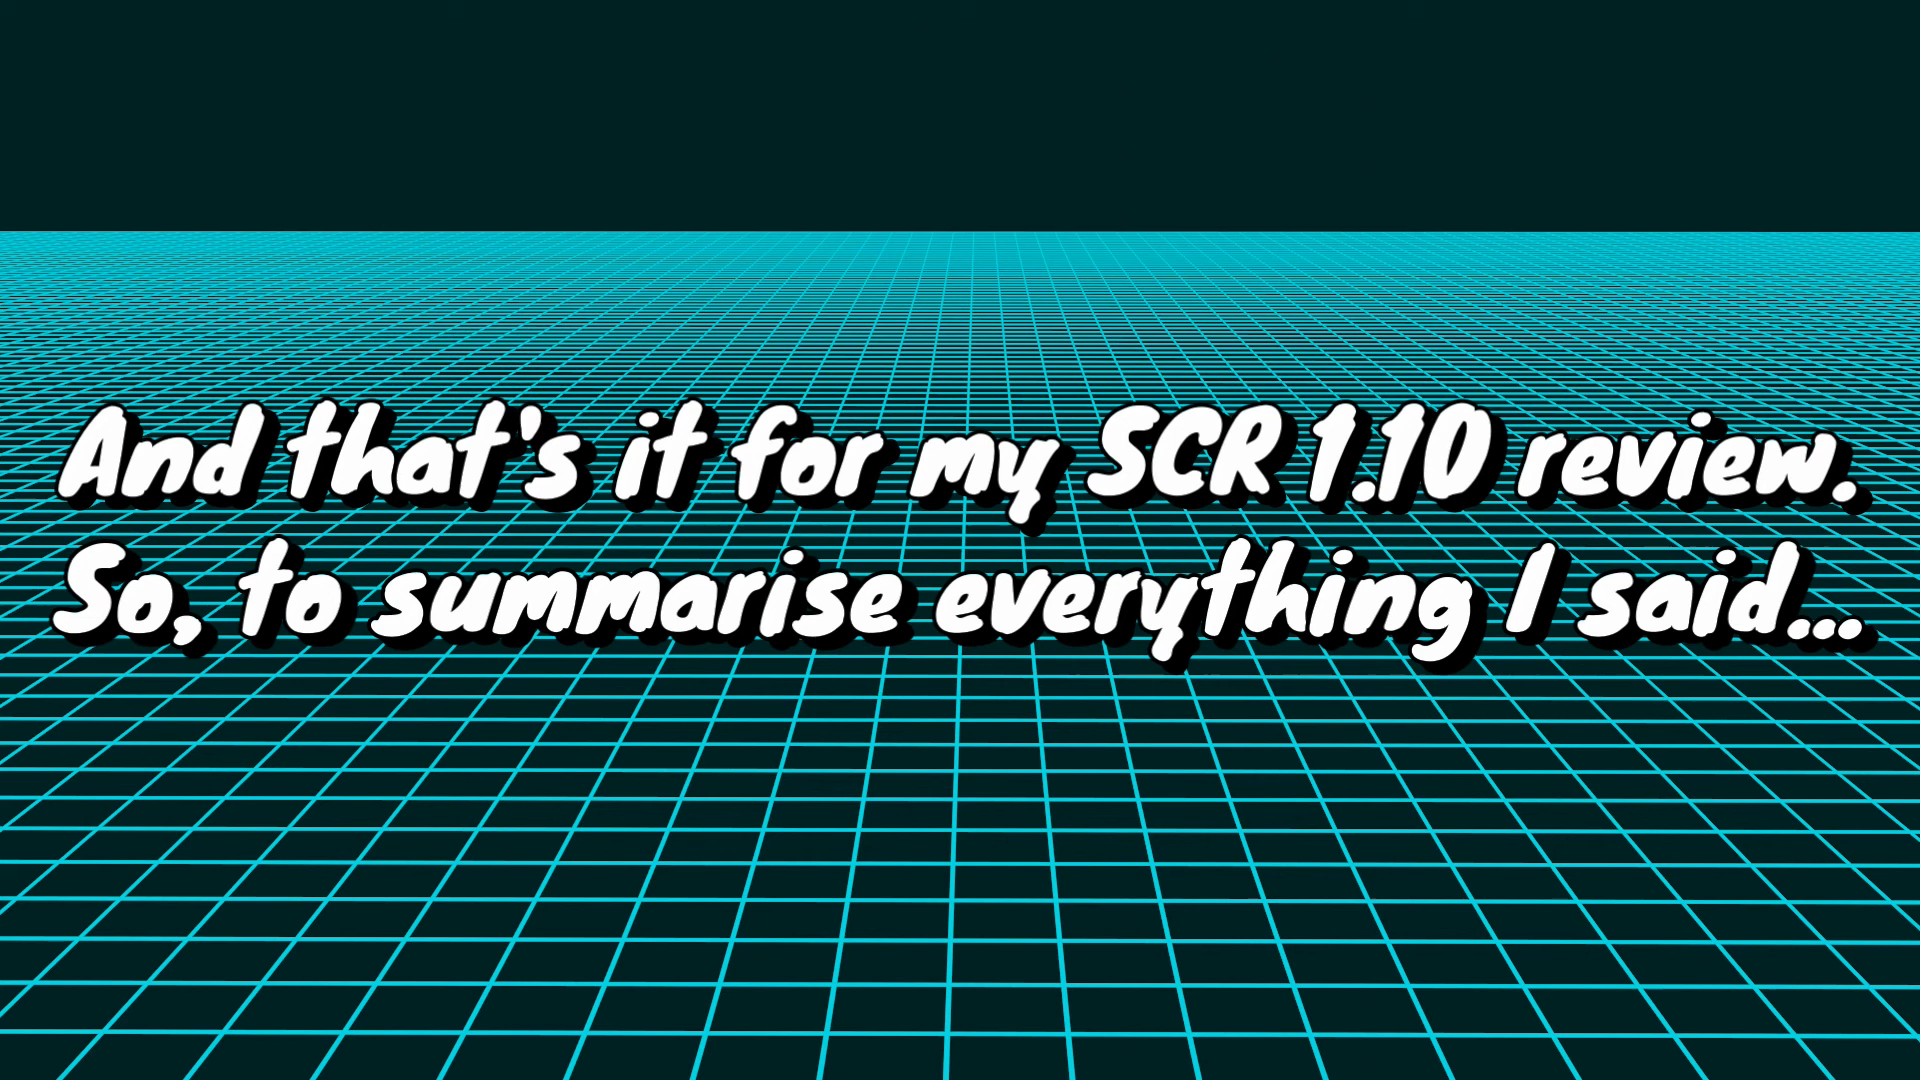 And that's it for my SCR 1.10 review.
So, to summarise everything I said...